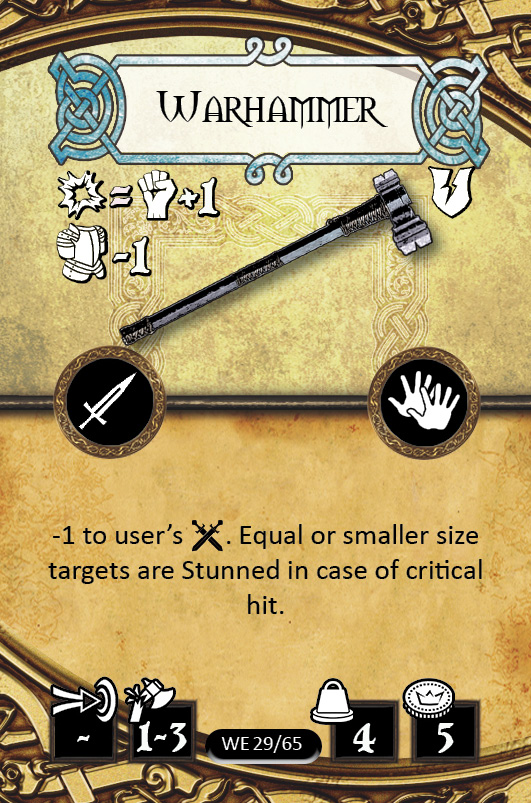 WARHAMMER
= +1
-1
-1 to user's . Equal or smaller size
targets are Stunned in case of critical
hit.
- 1-3 WE 29/65 4 5